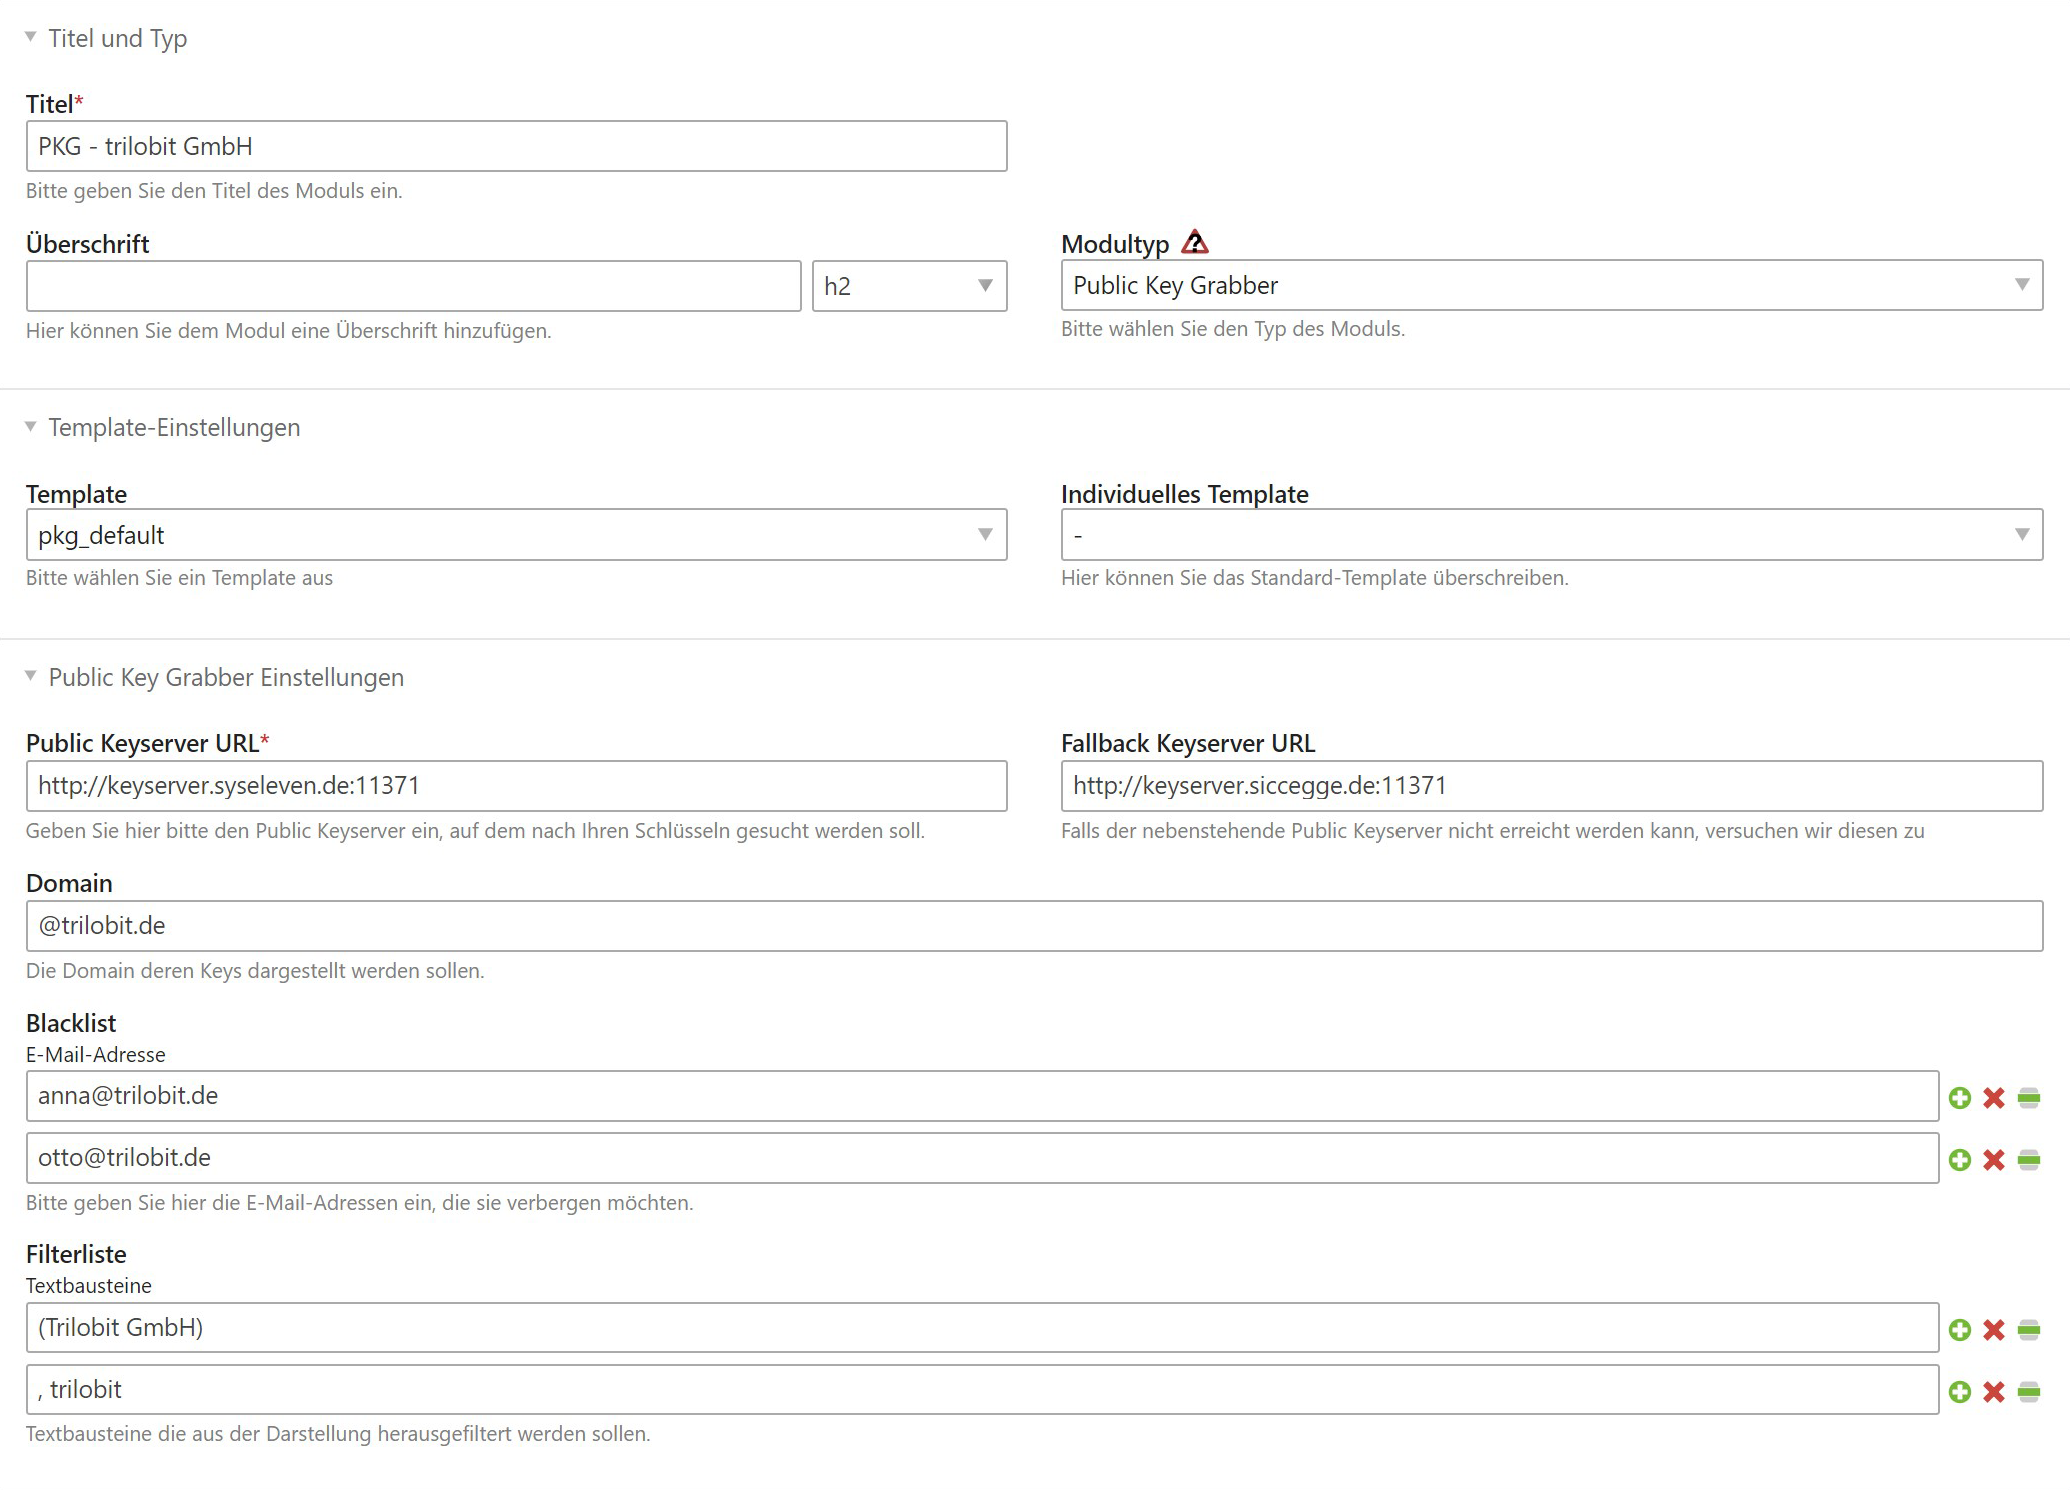 Titel und Typ
Titel*
PKG - trilobit GmbH
Bitte geben Sie den Titel des Moduls ein.
Überschrift
h2
Hier können Sie dem Modul eine Überschrift hinzufügen.
Modultyp
Public Key Grabber
Bitte wählen Sie den Typ des Moduls.
Template-Einstellungen
Template
pkg_default
Bitte wählen Sie ein Template aus
Individuelles Template
-
Hier können Sie das Standard-Template überschreiben.
Public Key Grabber Einstellungen
Public Keyserver URL*
http://keyserver.syseleven.de:11371
Geben Sie hier bitte den Public Keyserver ein, auf dem nach Ihren Schlüsseln gesucht werden soll.
Fallback Keyserver URL
http://keyserver.siccegge.de:11371
Falls der nebenstehende Public Keyserver nicht erreicht werden kann, versuchen wir diesen zu
Domain
@trilobit.de
Die Domain deren Keys dargestellt werden sollen.
Blacklist
E-Mail-Adresse
anna@trilobit.de
otto@trilobit.de
Bitte geben Sie hier die E-Mail-Adressen ein, die sie verbergen möchten.
Filterliste
Textbausteine
(Trilobit GmbH)
, trilobit
Textbausteine die aus der Darstellung herausgefiltert werden sollen.